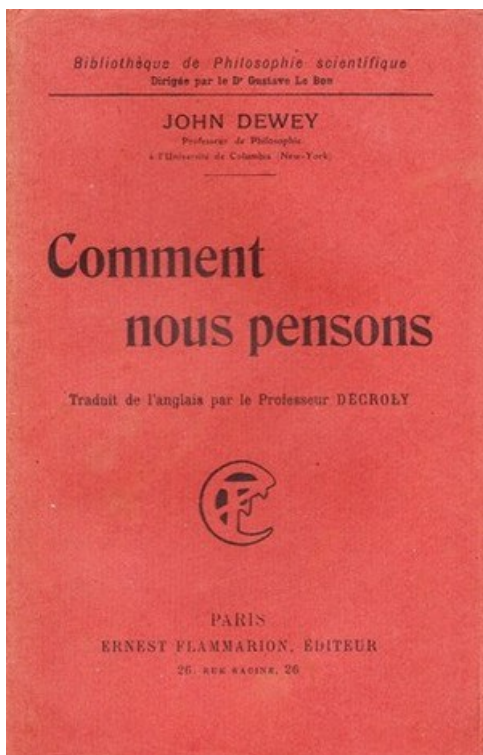 Bibliothèque de Philosophie scientifique
Dirigée par le Dʳ Gustave Le Bon
JOHN DEWEY
Professeur de Philosophie
à l'Université de Columbia (New-York)
Comment
nous pensons
Traduit de l'anglais par le Professeur DECROLY
PARIS
ERNEST FLAMMARION, ÉDITEUR
26, RUE RACINE, 26